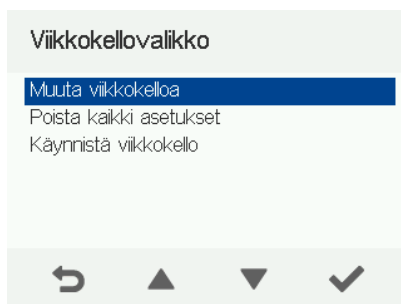 Viikkokellovalikko
Muuta viikkokelloa
Poista kaikki asetukset
Käynnistä viikkokello